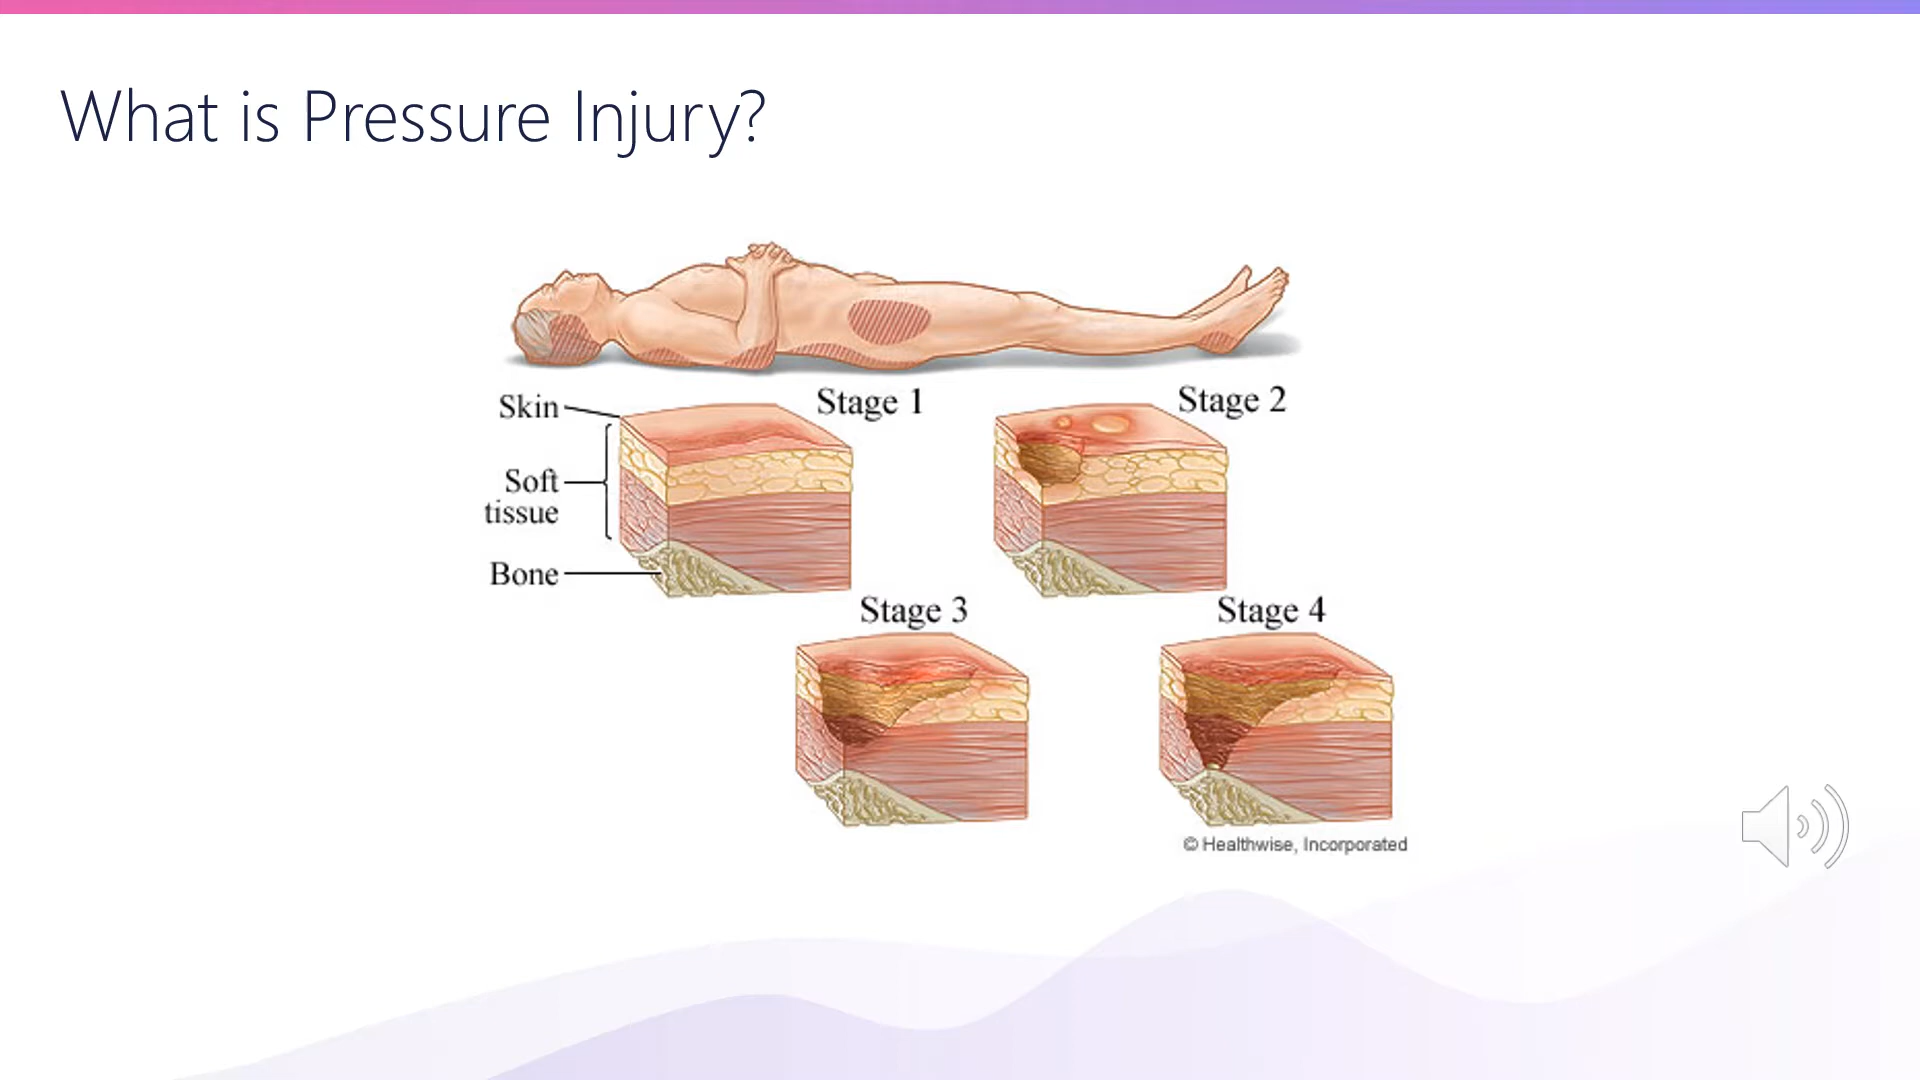 What is Pressure Injury?
Stage 1
Stage 2
Skin
Soft
tissue
Bone
Stage 3
Stage 4
© Healthwise, Incorporated